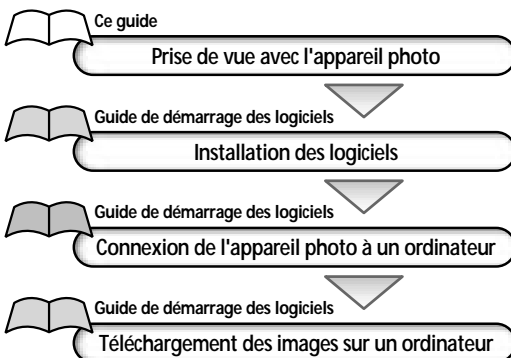 Ce guide
Prise de vue avec l'appareil photo
Guide de démarrage des logiciels
Installation des logiciels
Guide de démarrage des logiciels
Connexion de l'appareil photo à un ordinateur
Guide de démarrage des logiciels
Téléchargement des images sur un ordinateur